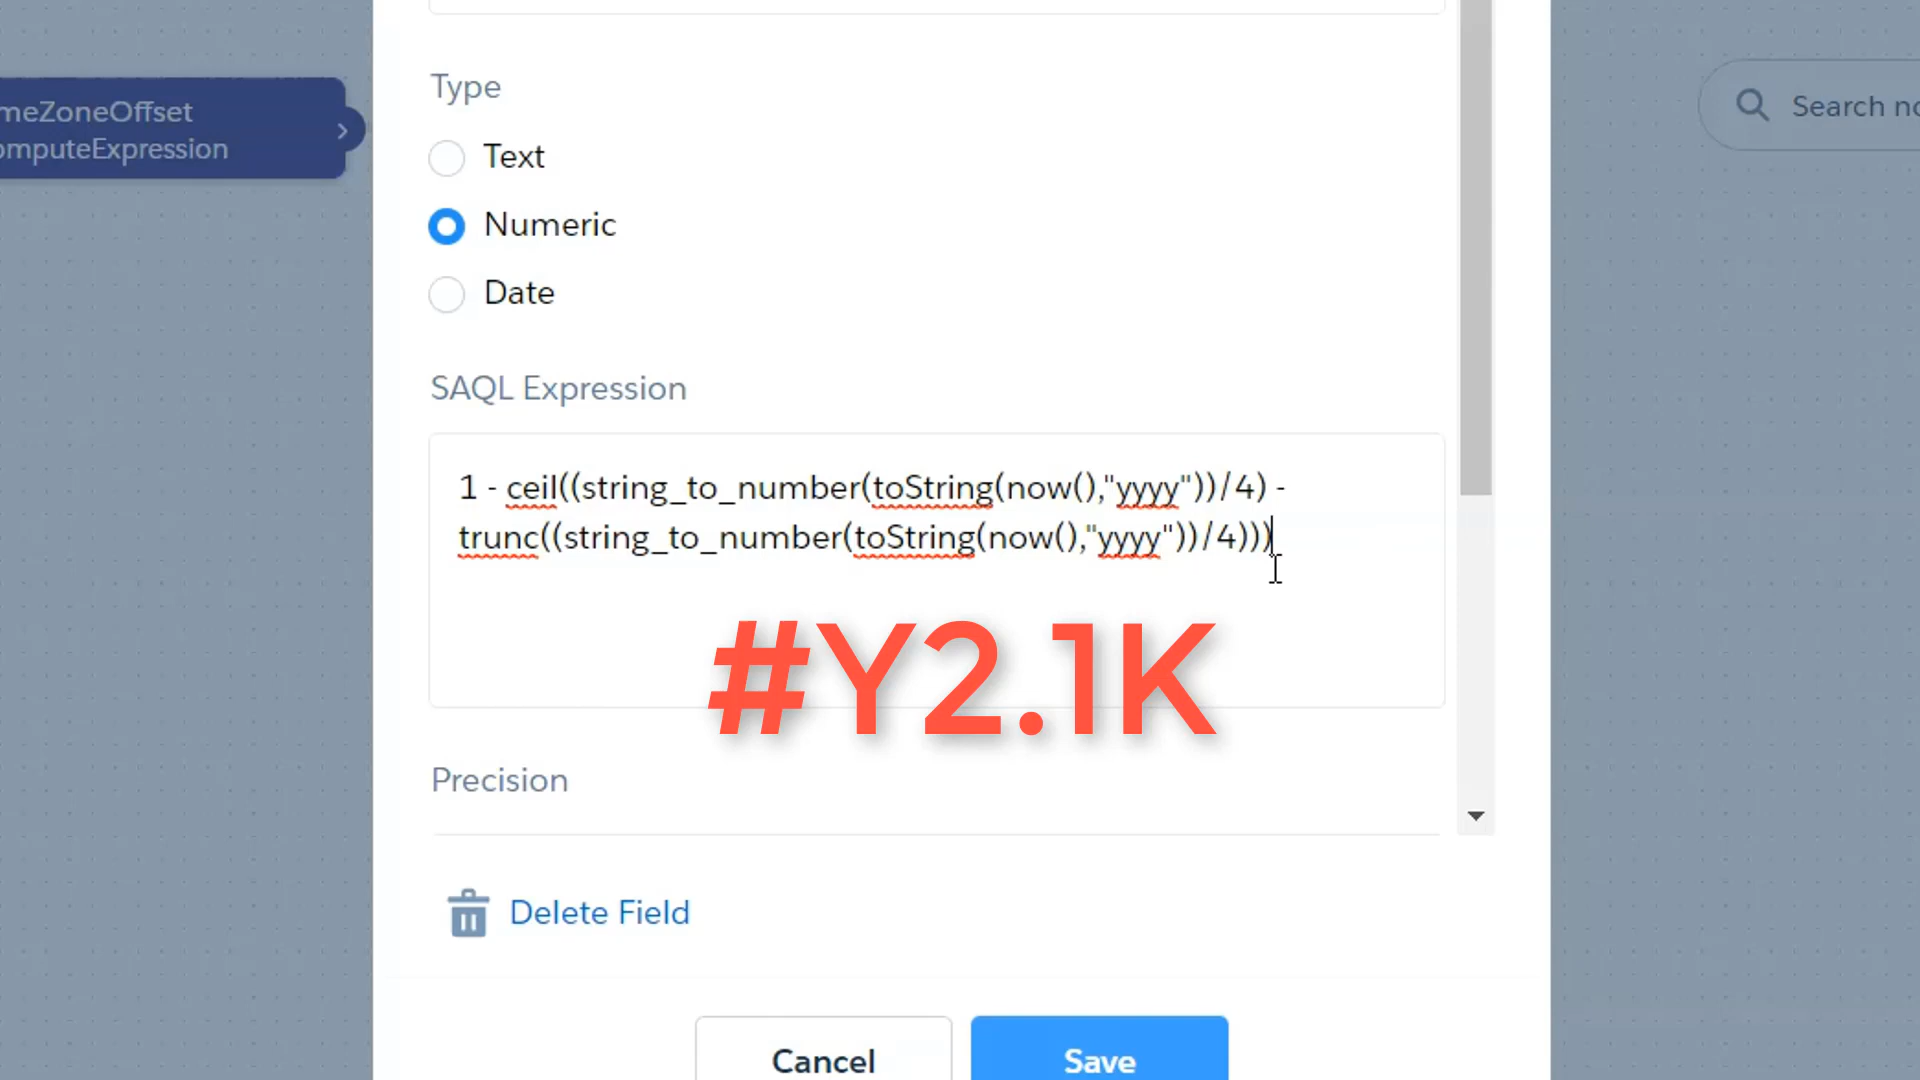 meZoneOffset
omputeExpression
Search no
Type
Text
Numeric
Date
SAQL Expression
1 - ceil((string_to_number(toString(now(),"yyyy"))/4) -
trunc((string_to_number(toString(now(),"yyyy"))/4)))
#Y2.1K
Precision
Delete Field
Cancel
Save